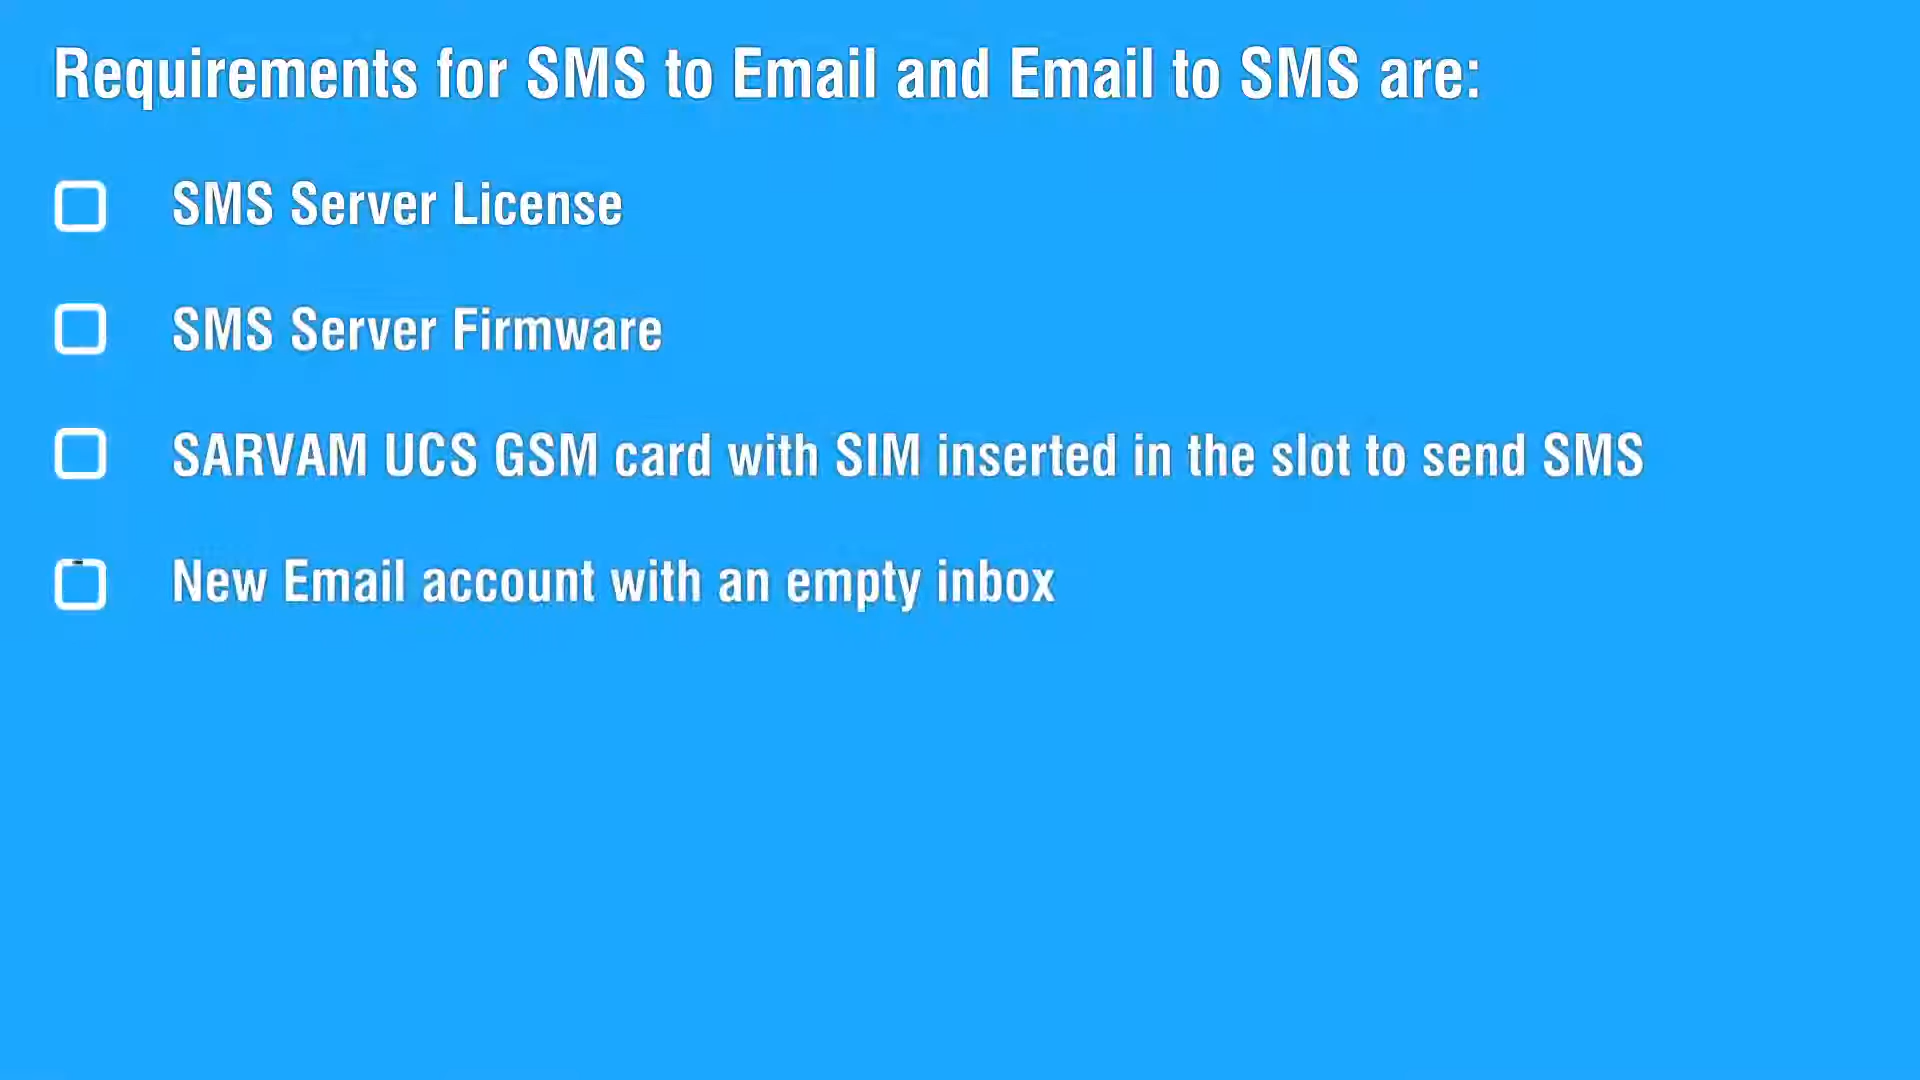 Requirements for SMS to Email and Email to SMS are:
SMS Server License
SMS Server Firmware
SARVAM UCS GSM card with SIM inserted in the slot to send SMS
New Email account with an empty inbox